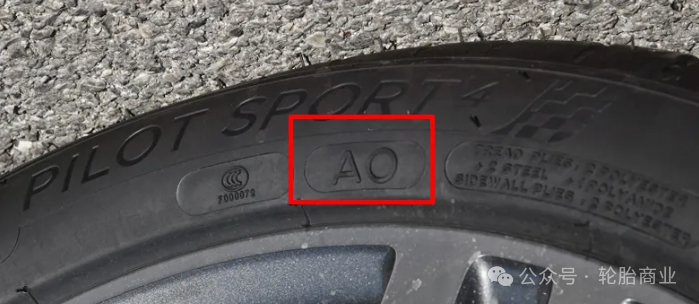 PILOT SPORT 4
AO
TREAD PLIES: 2 POLYESTER
+ 2 STEEL + 1 POLYAMIDE
SIDEWALL PLIES : 2 POLYESTER
公众号·轮胎商业